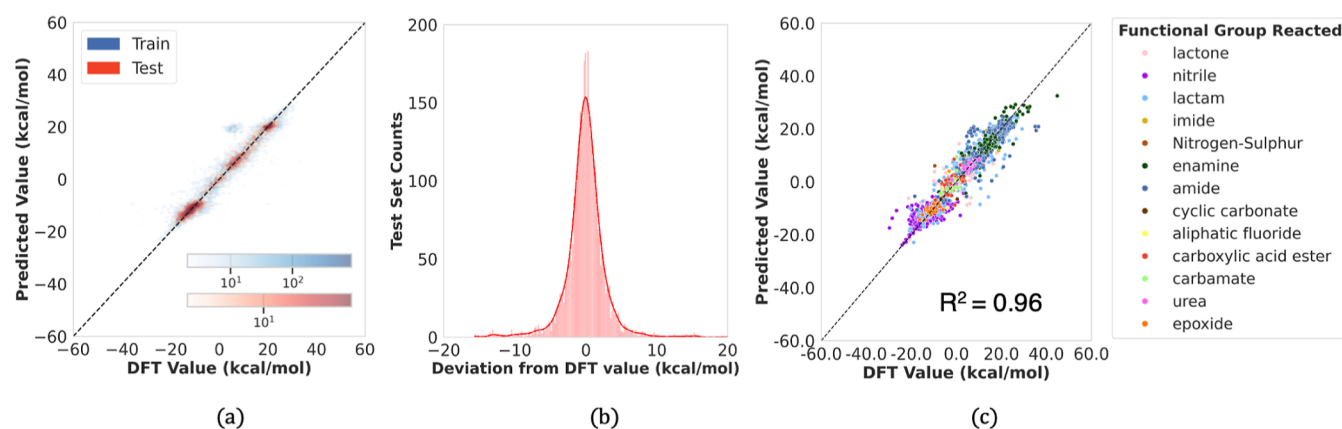 60
40
20
0
−20
−40
−60
−60 −40 −20 0 20 40 60
Predicted Value (kcal/mol)
DFT Value (kcal/mol)
Train
Test
10¹ 10²
10¹
(a)
200
150
100
50
0
−20 −10 0 10 20
Test Set Counts
Deviation from DFT value (kcal/mol)
(b)
60.0
40.0
20.0
0.0
-20.0
-40.0
-60.0
-60.0 -40.0 -20.0 0.0 20.0 40.0 60.0
Predicted Value (kcal/mol)
DFT Value (kcal/mol)
R² = 0.96
(c)
Functional Group Reacted
lactone
nitrile
lactam
imide
Nitrogen-Sulphur
enamine
amide
cyclic carbonate
aliphatic fluoride
carboxylic acid ester
carbamate
urea
epoxide